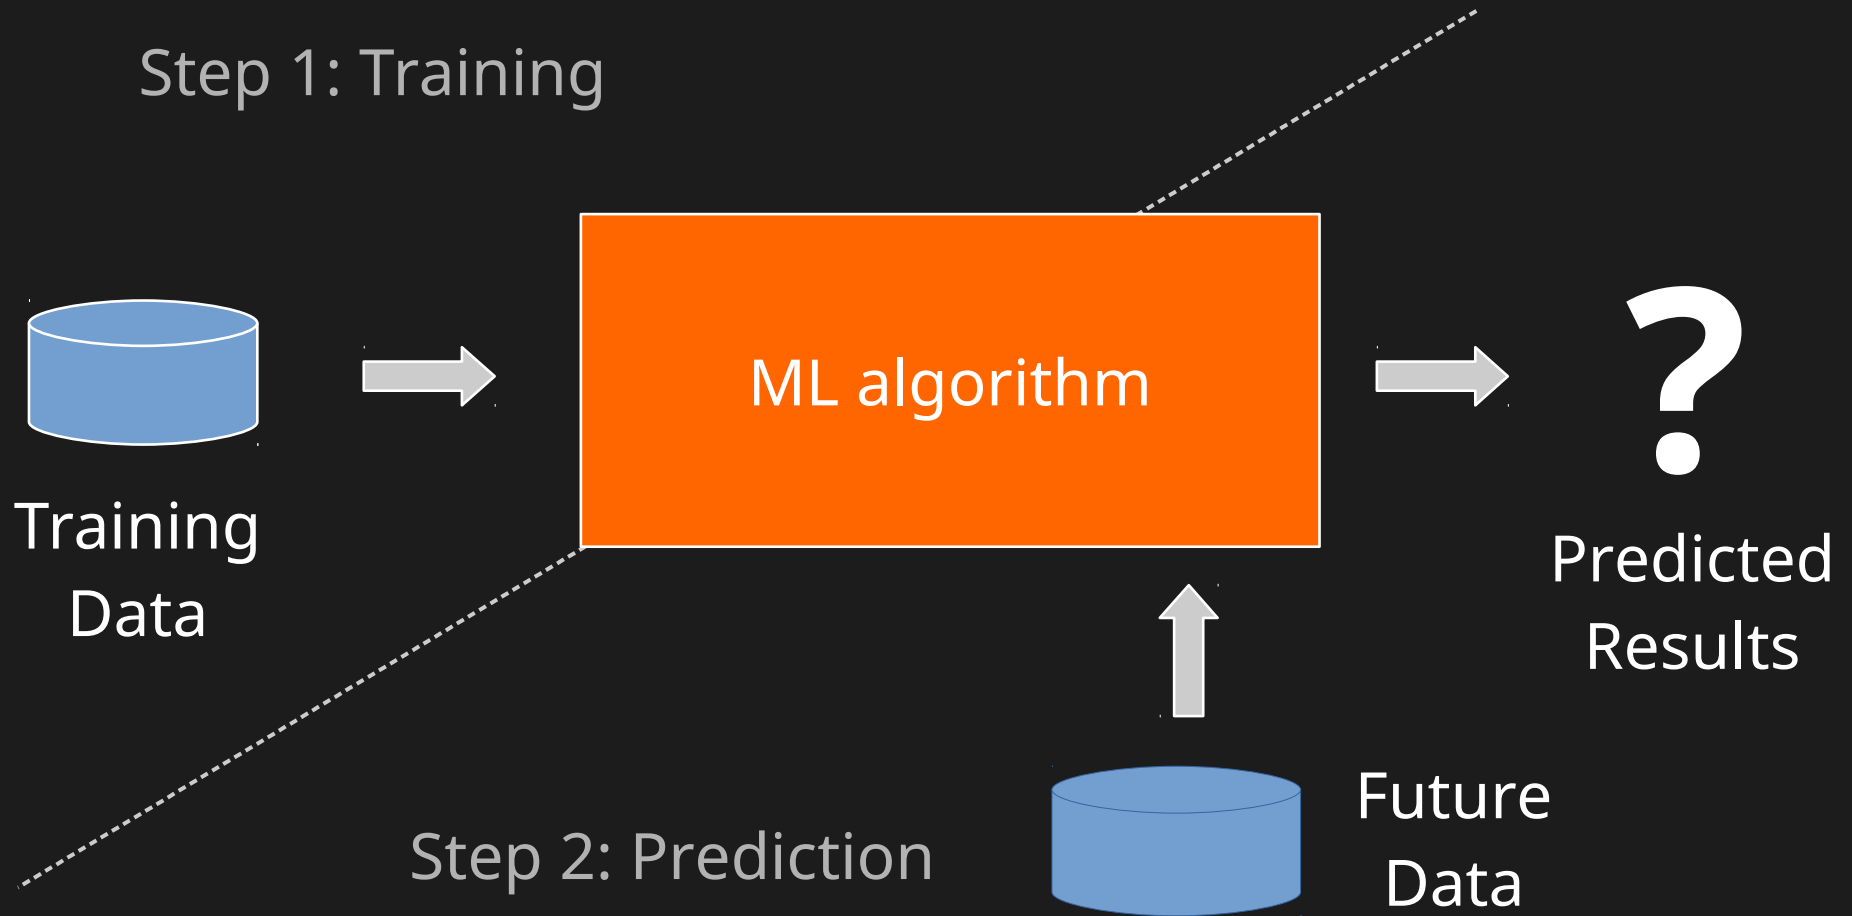 Step 1: Training
ML algorithm
?
Training
Data
Predicted
Results
Step 2: Prediction
Future
Data